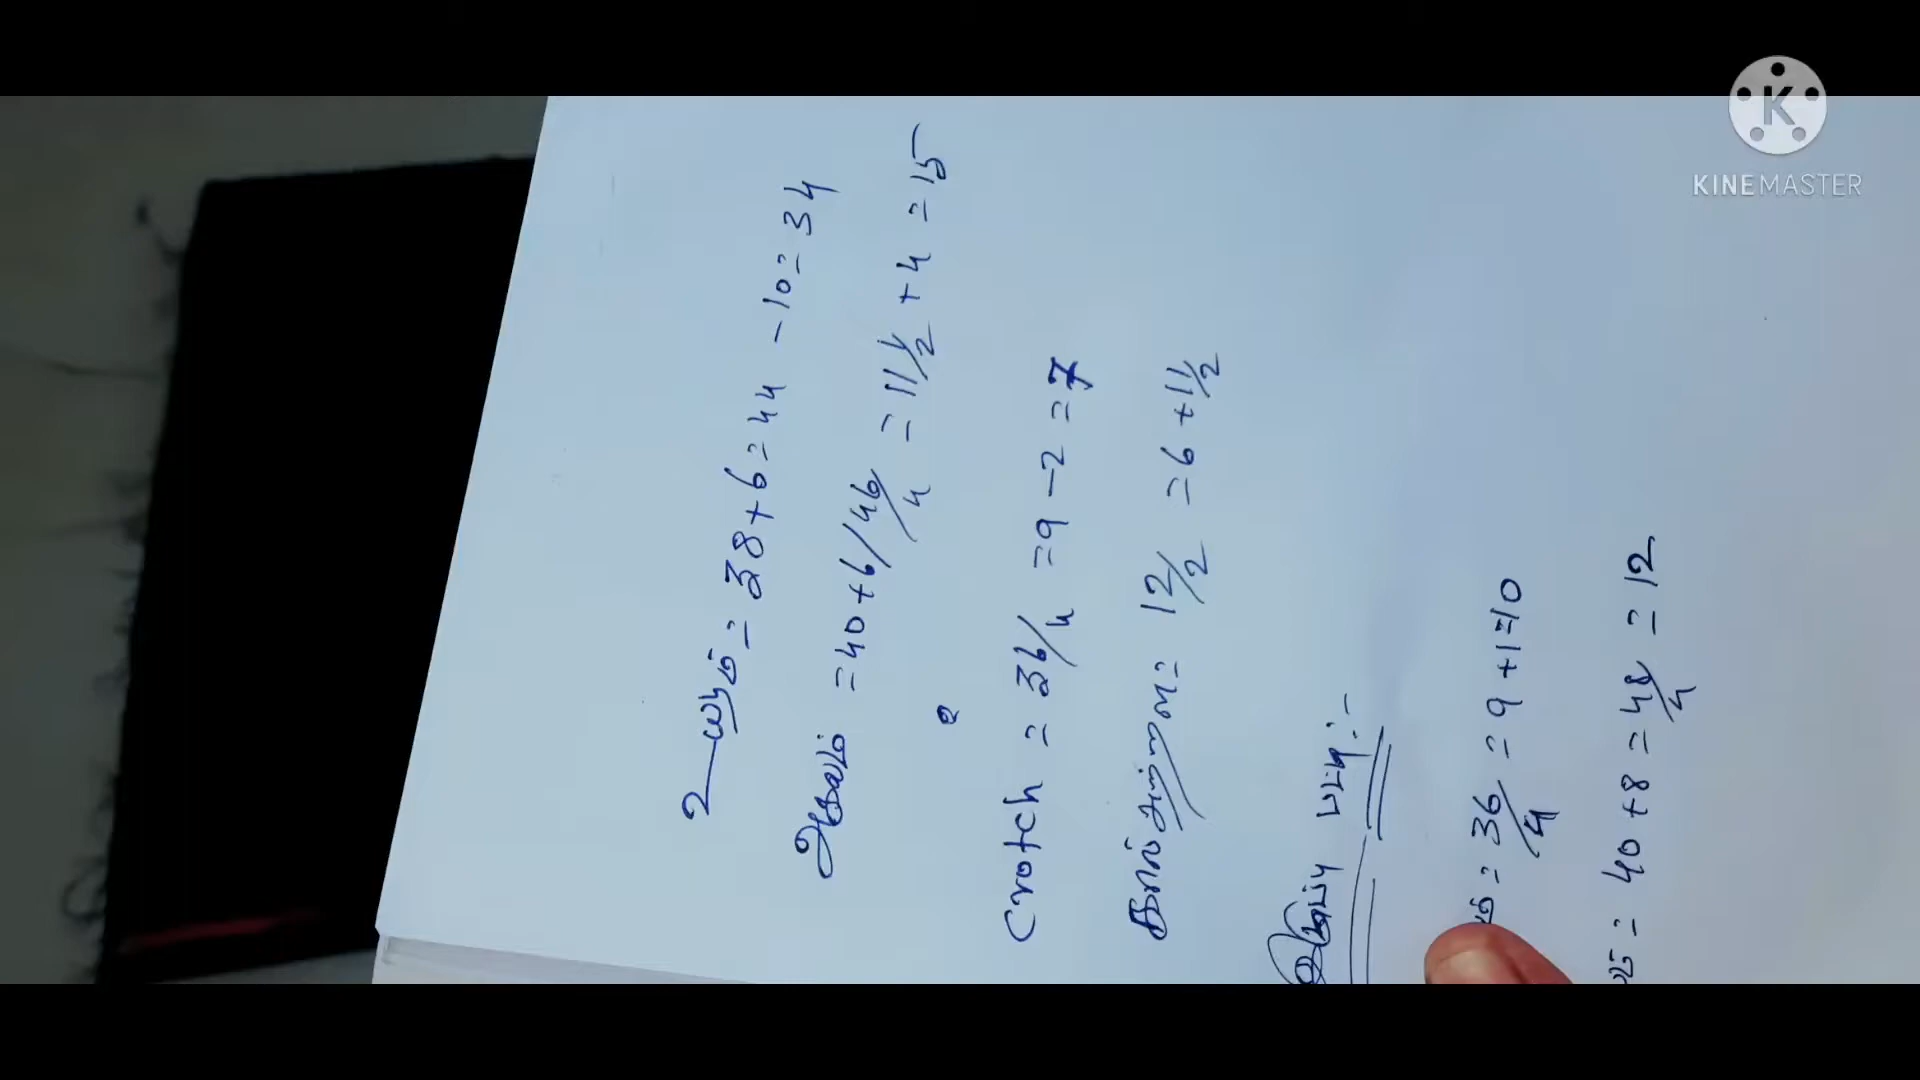 உயரம் = 38+6=44 - 10 = 34
அகலம் = 40+6/46/4 = 11 1/2 + 4 = 15
Crotch = 36/4 = 9 - 2 = 7
கால் சுற்றளவு = 12/2 = 6 + 1 1/2
இடுப்பு பட்டி :-
= 36/4 = 9 + 1 = 10
= 40 + 8 = 48/4 = 12
KINEMASTER